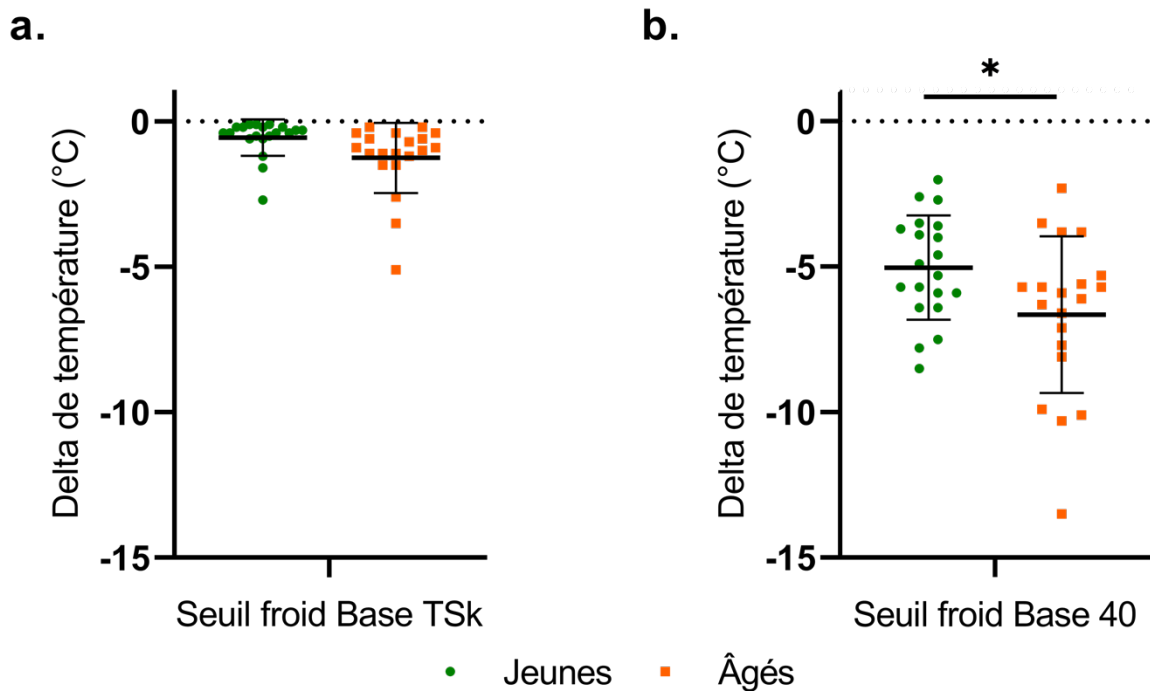 a.
b.
*
0
-5
-10
-15
Delta de température (°C)
Seuil froid Base TSk
0
-5
-10
-15
Delta de température (°C)
Seuil froid Base 40
Jeunes
Âgés